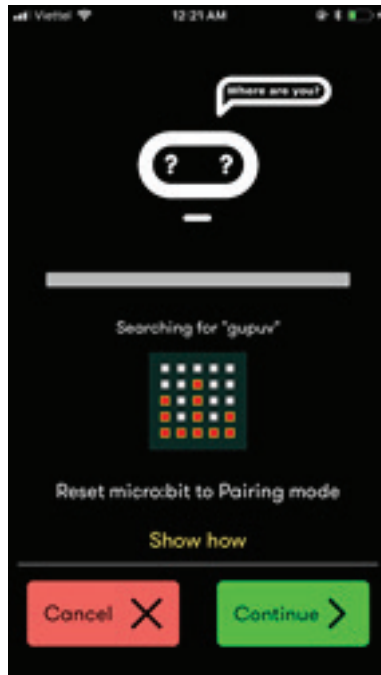 Viettel 12:21 AM
Where are you?
? ?
Searching for "gupuv"
Reset micro:bit to Pairing mode
Show how
Cancel
Continue